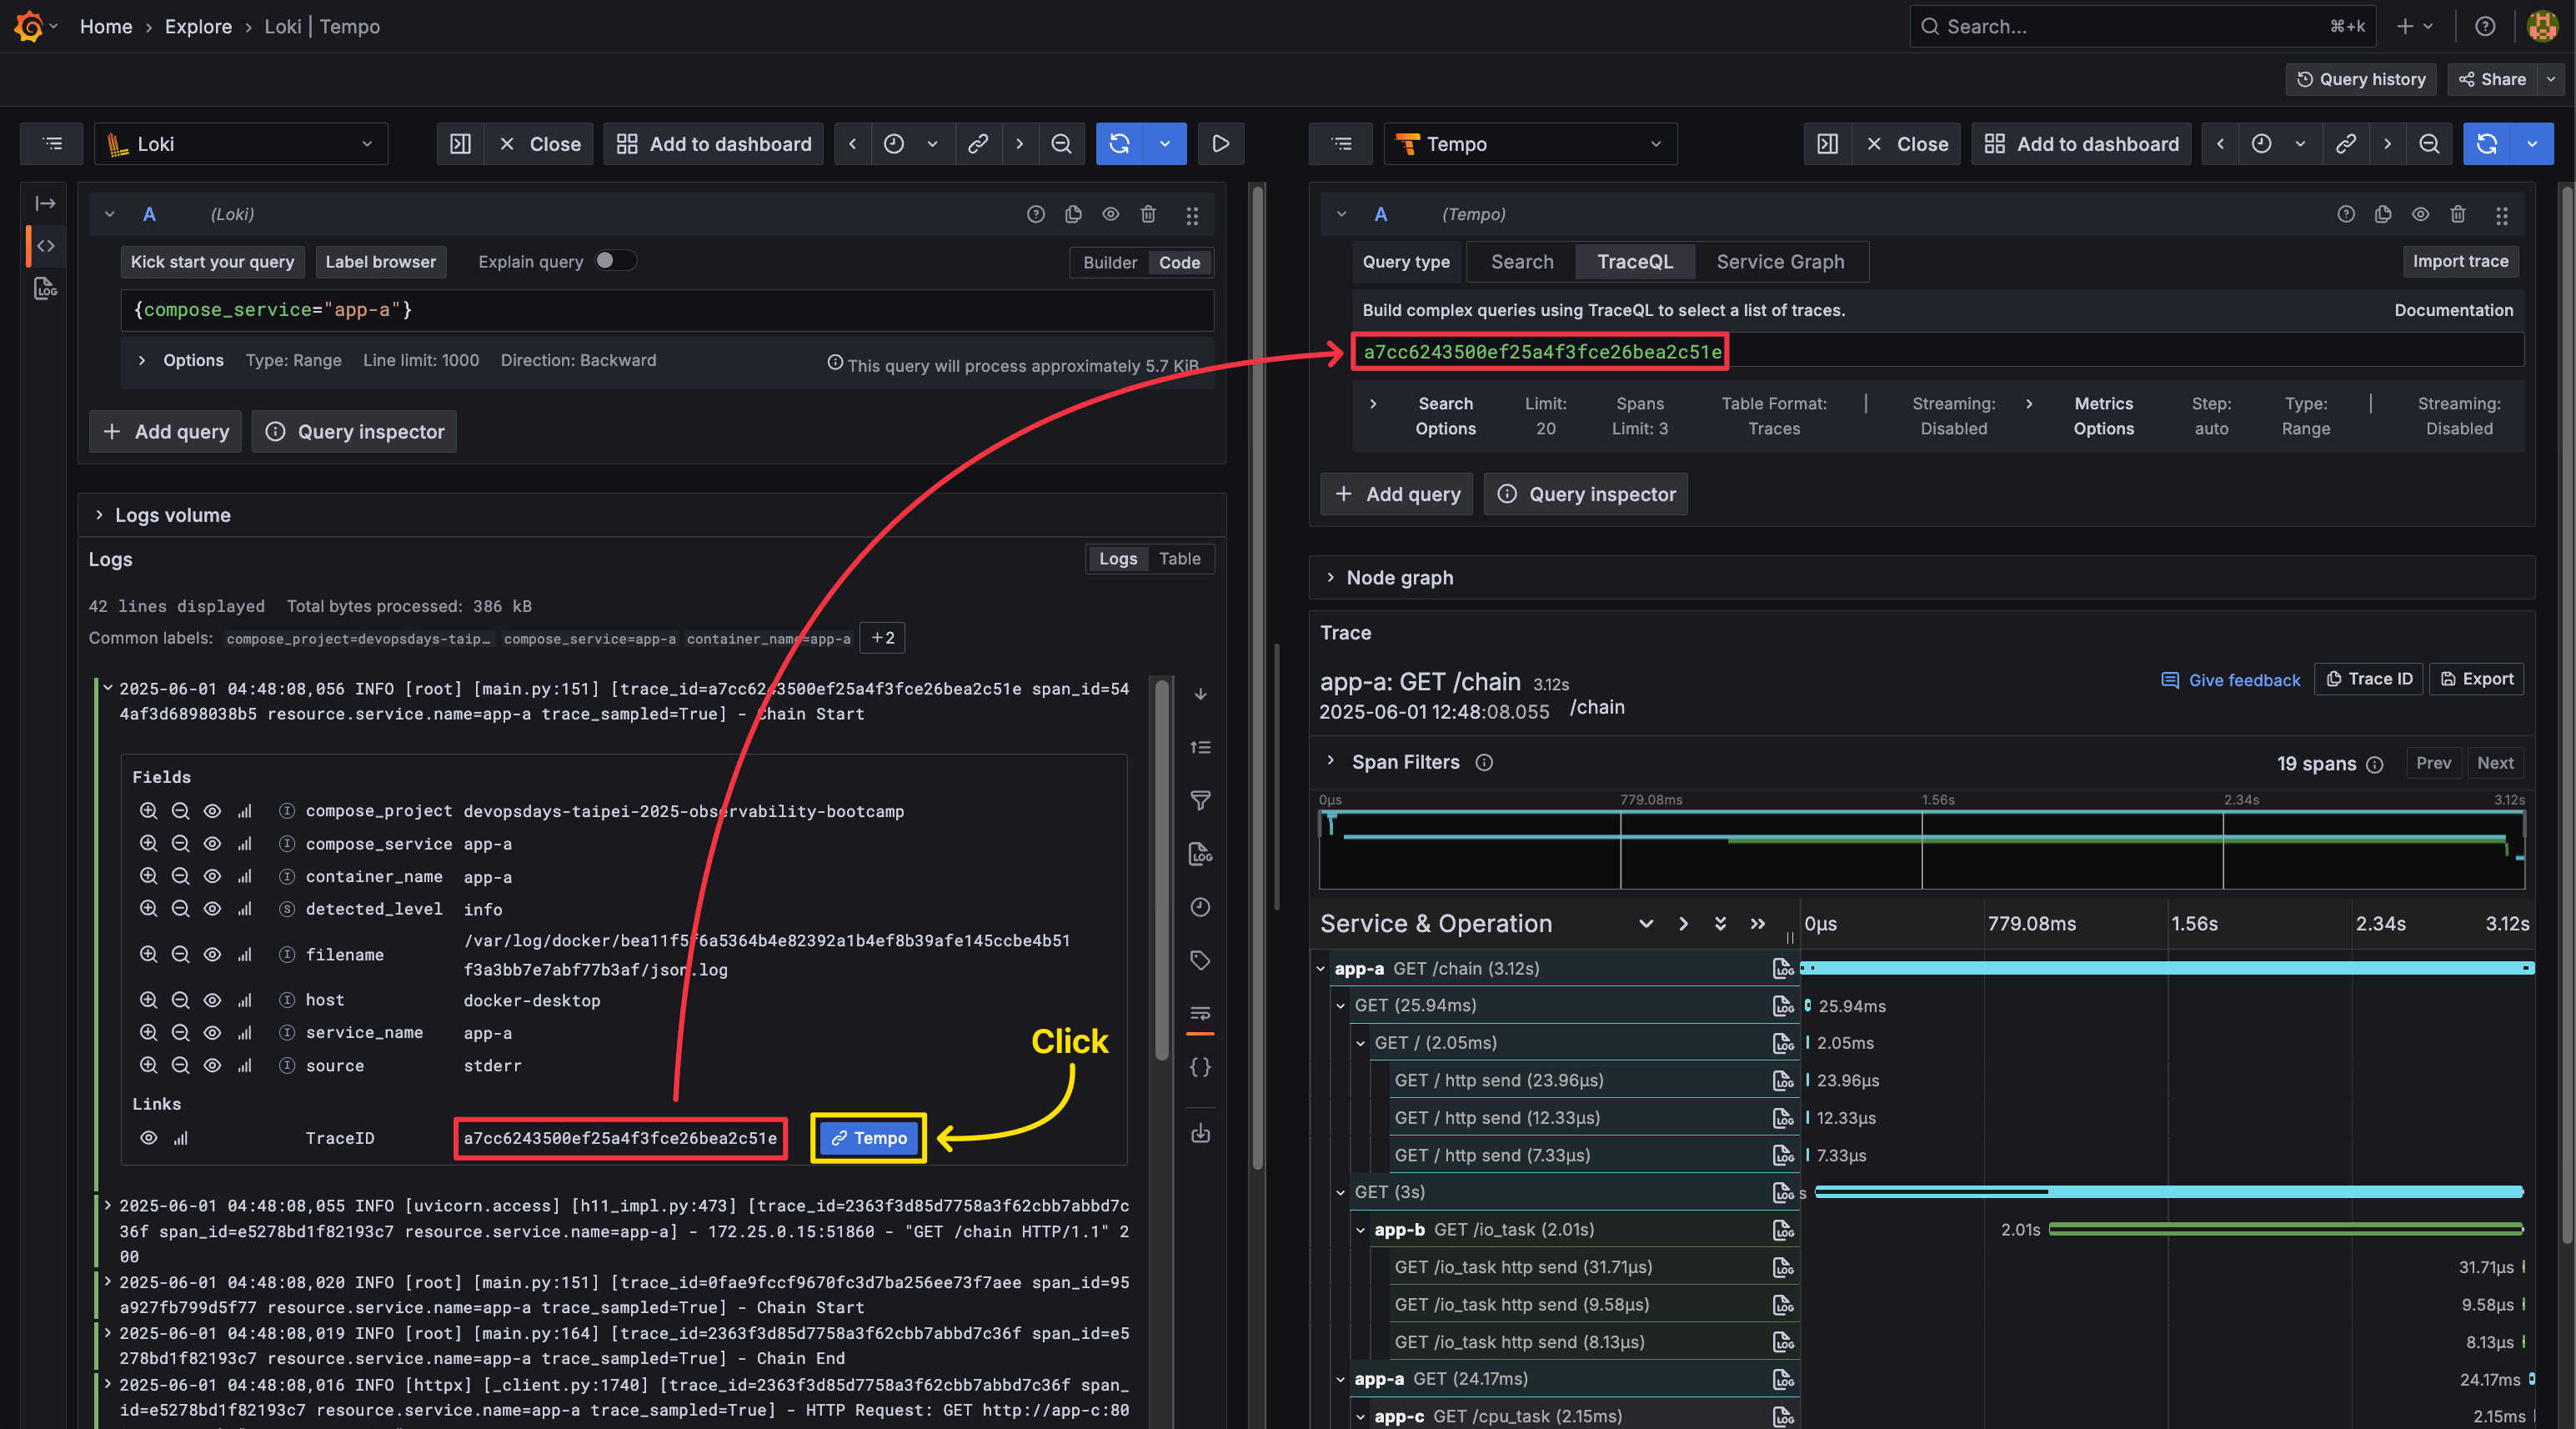 Home › Explore › Loki | Tempo
Search...
⌘+k
Query history
Share
Loki
Close
Add to dashboard
A
(Loki)
Kick start your query
Label browser
Explain query
Builder
Code
{compose_service="app-a"}
Options Type: Range Line limit: 1000 Direction: Backward
This query will process approximately 5.7 KiB
Add query
Query inspector
Logs volume
Logs
Logs
Table
42 lines displayed Total bytes processed: 386 kB
Common labels: compose_project=devopsdays-taip… compose_service=app-a container_name=app-a +2
2025-06-01 04:48:08,056 INFO [root] [main.py:151] [trace_id=a7cc6243500ef25a4f3fce26bea2c51e span_id=54
4af3d6898038b5 resource.service.name=app-a trace_sampled=True] - Chain Start
Fields
compose_project devopsdays-taipei-2025-observability-bootcamp
compose_service app-a
container_name app-a
detected_level info
filename /var/log/docker/bea11f5f6a5364b4e82392a1b4ef8b39afe145ccbe4b51
f3a3bb7e7abf77b3af/json.log
host docker-desktop
service_name app-a
source stderr
Click
Links
TraceID a7cc6243500ef25a4f3fce26bea2c51e Tempo
2025-06-01 04:48:08,055 INFO [uvicorn.access] [h11_impl.py:473] [trace_id=2363f3d85d7758a3f62cbb7abbd7c
36f span_id=e5278bd1f82193c7 resource.service.name=app-a] - 172.25.0.15:51860 - "GET /chain HTTP/1.1" 2
00
2025-06-01 04:48:08,020 INFO [root] [main.py:151] [trace_id=0fae9fccf9670fc3d7ba256ee73f7aee span_id=95
a927fb799d5f77 resource.service.name=app-a trace_sampled=True] - Chain Start
2025-06-01 04:48:08,019 INFO [root] [main.py:164] [trace_id=2363f3d85d7758a3f62cbb7abbd7c36f span_id=e5
278bd1f82193c7 resource.service.name=app-a trace_sampled=True] - Chain End
2025-06-01 04:48:08,016 INFO [httpx] [_client.py:1740] [trace_id=2363f3d85d7758a3f62cbb7abbd7c36f span_
id=e5278bd1f82193c7 resource.service.name=app-a trace_sampled=True] - HTTP Request: GET http://app-c:80
Tempo
Close
Add to dashboard
A
(Tempo)
Query type
Search
TraceQL
Service Graph
Import trace
Build complex queries using TraceQL to select a list of traces.
Documentation
a7cc6243500ef25a4f3fce26bea2c51e
Search Options
Limit: 20
Spans Limit: 3
Table Format: Traces
|
Streaming: Disabled
Metrics Options
Step: auto
Type: Range
|
Streaming: Disabled
Add query
Query inspector
Node graph
Trace
app-a: GET /chain 3.12s
2025-06-01 12:48:08.055 /chain
Give feedback
Trace ID
Export
Span Filters
19 spans
Prev
Next
0µs 779.08ms 1.56s 2.34s 3.12s
Service & Operation
0µs 779.08ms 1.56s 2.34s 3.12s
app-a GET /chain (3.12s)
GET (25.94ms) 25.94ms
GET / (2.05ms) 2.05ms
GET / http send (23.96µs) 23.96µs
GET / http send (12.33µs) 12.33µs
GET / http send (7.33µs) 7.33µs
GET (3s) s
app-b GET /io_task (2.01s) 2.01s
GET /io_task http send (31.71µs) 31.71µs
GET /io_task http send (9.58µs) 9.58µs
GET /io_task http send (8.13µs) 8.13µs
app-a GET (24.17ms) 24.17ms
app-c GET /cpu_task (2.15ms) 2.15ms